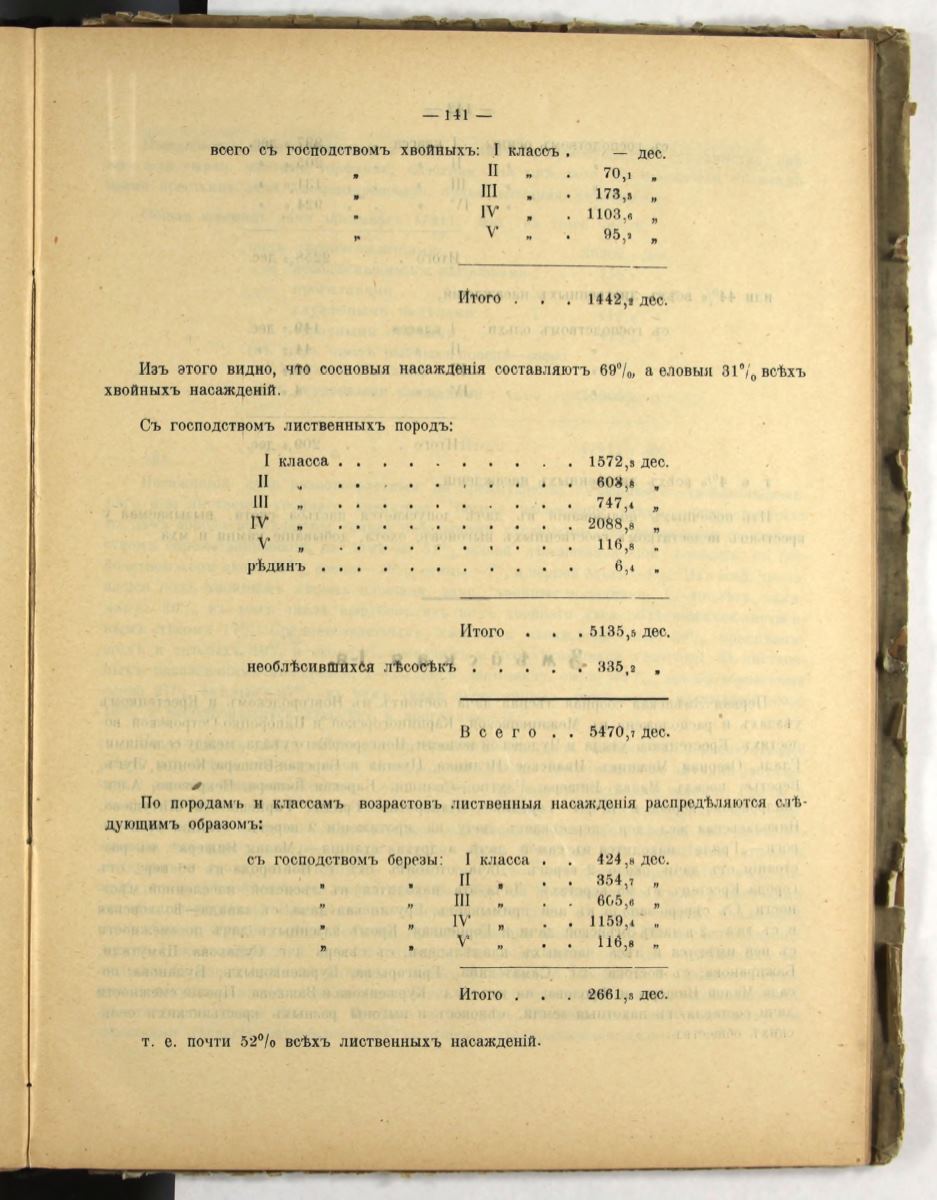 — 141 —
всего съ господствомъ хвойныхъ: I классъ . — дес.
„ II „ . 70,1 „
„ III „ . 173,3 „
„ IV „ . 1103,6 „
„ V „ . 95,2 „
Итого . . . 1442,2 дес.
Изъ этого видно, что сосновыя насажденія составляютъ 69%, а еловыя 31% всѣхъ
хвойныхъ насажденій.
Съ господствомъ лиственныхъ породъ:
I класса . . . . . . . . . . 1572,3 дес.
II „ . . . . . . . . . . 603,8 „
III „ . . . . . . . . . . 747,4 „
IV „ . . . . . . . . . . 2088,8 „
V „ . . . . . . . . . . 116,8 „
рѣдинъ . . . . . . . . . . . 6,4 „
Итого . . . 5135,5 дес.
необлѣсившихся лѣсосѣкъ . . . . . 335,2 „
Всего . . 5470,7 дес.
По породамъ и классамъ возрастовъ лиственныя насажденія распредѣляются слѣ-
дующимъ образомъ:
съ господствомъ березы: I класса . . 424,8 дес.
„ „ II „ . . 354,7 „
„ „ III „ . . 605,6 „
„ „ IV „ . . 1159,4 „
„ „ V „ . . 116,8 „
Итого . . . 2661,3 дес.
т. е. почти 52% всѣхъ лиственныхъ насажденій.